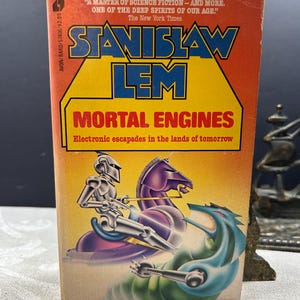 "A MASTER OF SCIENCE FICTION—AND MORE.
ONE OF THE DEEP SPIRITS OF OUR AGE."
The New York Times
STANISLAW
LEM
MORTAL ENGINES
Electronic escapades in the lands of tomorrow